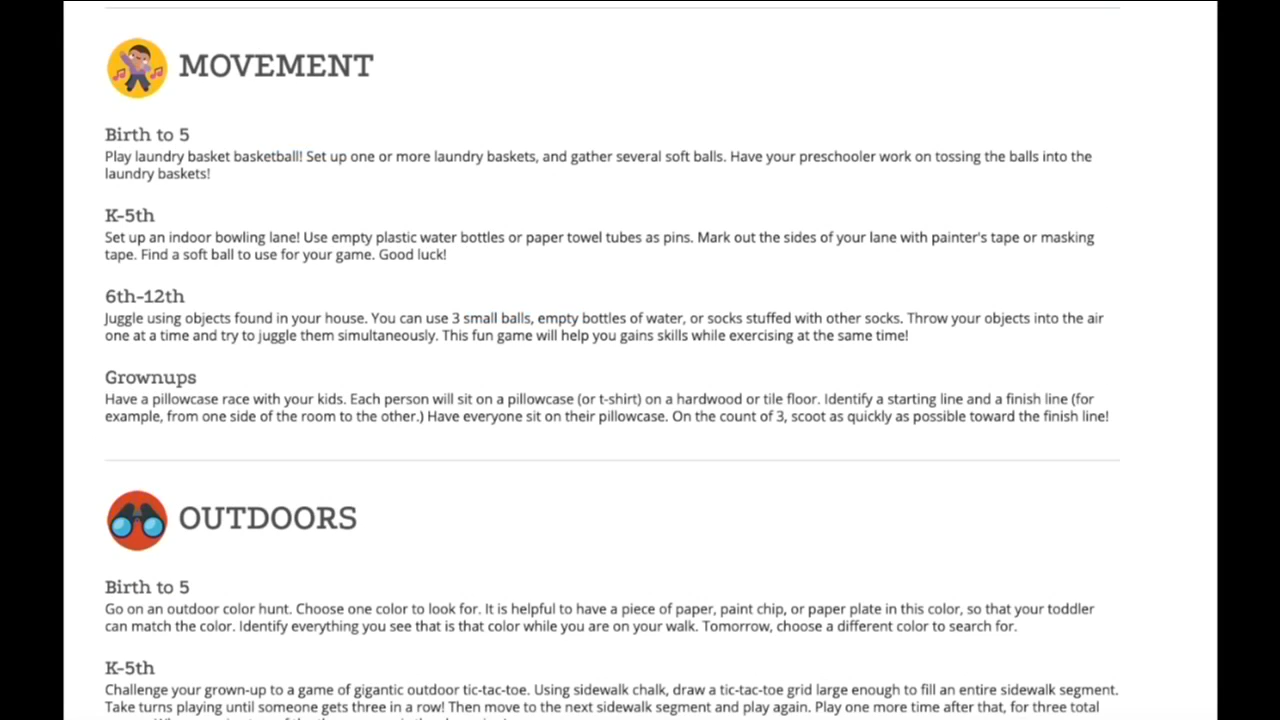 MOVEMENT
Birth to 5
Play laundry basket basketball! Set up one or more laundry baskets, and gather several soft balls. Have your preschooler work on tossing the balls into the
laundry baskets!
K-5th
Set up an indoor bowling lane! Use empty plastic water bottles or paper towel tubes as pins. Mark out the sides of your lane with painter's tape or masking
tape. Find a soft ball to use for your game. Good luck!
6th-12th
Juggle using objects found in your house. You can use 3 small balls, empty bottles of water, or socks stuffed with other socks. Throw your objects into the air
one at a time and try to juggle them simultaneously. This fun game will help you gains skills while exercising at the same time!
Grownups
Have a pillowcase race with your kids. Each person will sit on a pillowcase (or t-shirt) on a hardwood or tile floor. Identify a starting line and a finish line (for
example, from one side of the room to the other.) Have everyone sit on their pillowcase. On the count of 3, scoot as quickly as possible toward the finish line!
OUTDOORS
Birth to 5
Go on an outdoor color hunt. Choose one color to look for. It is helpful to have a piece of paper, paint chip, or paper plate in this color, so that your toddler
can match the color. Identify everything you see that is that color while you are on your walk. Tomorrow, choose a different color to search for.
K-5th
Challenge your grown-up to a game of gigantic outdoor tic-tac-toe. Using sidewalk chalk, draw a tic-tac-toe grid large enough to fill an entire sidewalk segment.
Take turns playing until someone gets three in a row! Then move to the next sidewalk segment and play again. Play one more time after that, for three total